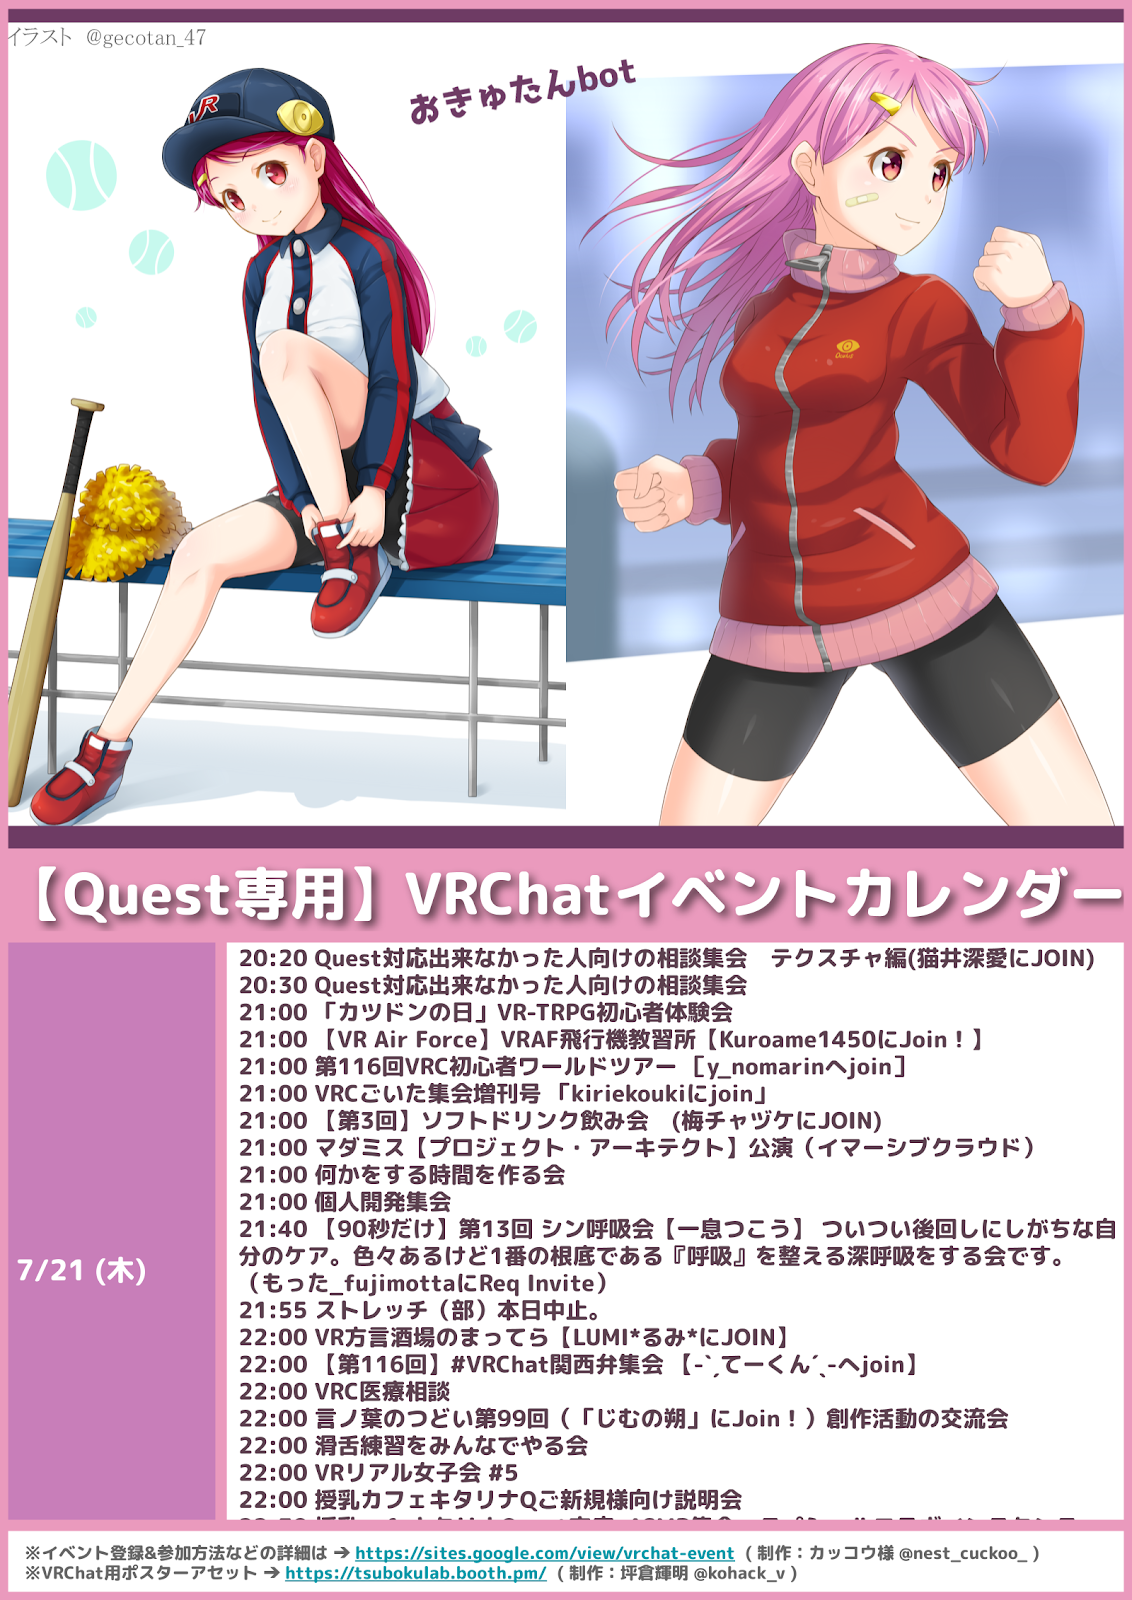 イラスト @gecotan_47
おきゅたんbot
VR
Quest
【Quest専用】VRChatイベントカレンダー
7/21 (木)
20:20 Quest対応出来なかった人向けの相談集会　テクスチャ編(猫井深愛にJOIN)
20:30 Quest対応出来なかった人向けの相談集会
21:00 「カツドンの日」VR-TRPG初心者体験会
21:00 【VR Air Force】VRAF飛行機教習所【Kuroame1450にJoin！】
21:00 第116回VRC初心者ワールドツアー ［y_nomarinへjoin］
21:00 VRCごいた集会増刊号 「kiriekoukiにjoin」
21:00 【第3回】ソフトドリンク飲み会　(梅チャヅケにJOIN)
21:00 マダミス【プロジェクト・アーキテクト】公演（イマーシブクラウド）
21:00 何かをする時間を作る会
21:00 個人開発集会
21:40 【90秒だけ】第13回 シン呼吸会【一息つこう】 ついつい後回しにしがちな自
分のケア。色々あるけど1番の根底である『呼吸』を整える深呼吸をする会です。
（もった_fujimottaにReq Invite）
21:55 ストレッチ（部）本日中止。
22:00 VR方言酒場のまってら【LUMI*るみ*にJOIN】
22:00 【第116回】#VRChat関西弁集会 【-ˋˏてーくんˊˎ-へjoin】
22:00 VRC医療相談
22:00 言ノ葉のつどい第99回（「じむの朔」にJoin！）創作活動の交流会
22:00 滑舌練習をみんなでやる会
22:00 VRリアル女子会 #5
22:00 授乳カフェキタリナQご新規様向け説明会
※イベント登録&参加方法などの詳細は ➔ https://sites.google.com/view/vrchat-event （制作：カッコウ様 @nest_cuckoo_ ）
※VRChat用ポスターアセット ➔ https://tsubokulab.booth.pm/ （制作：坪倉輝明 @kohack_v ）